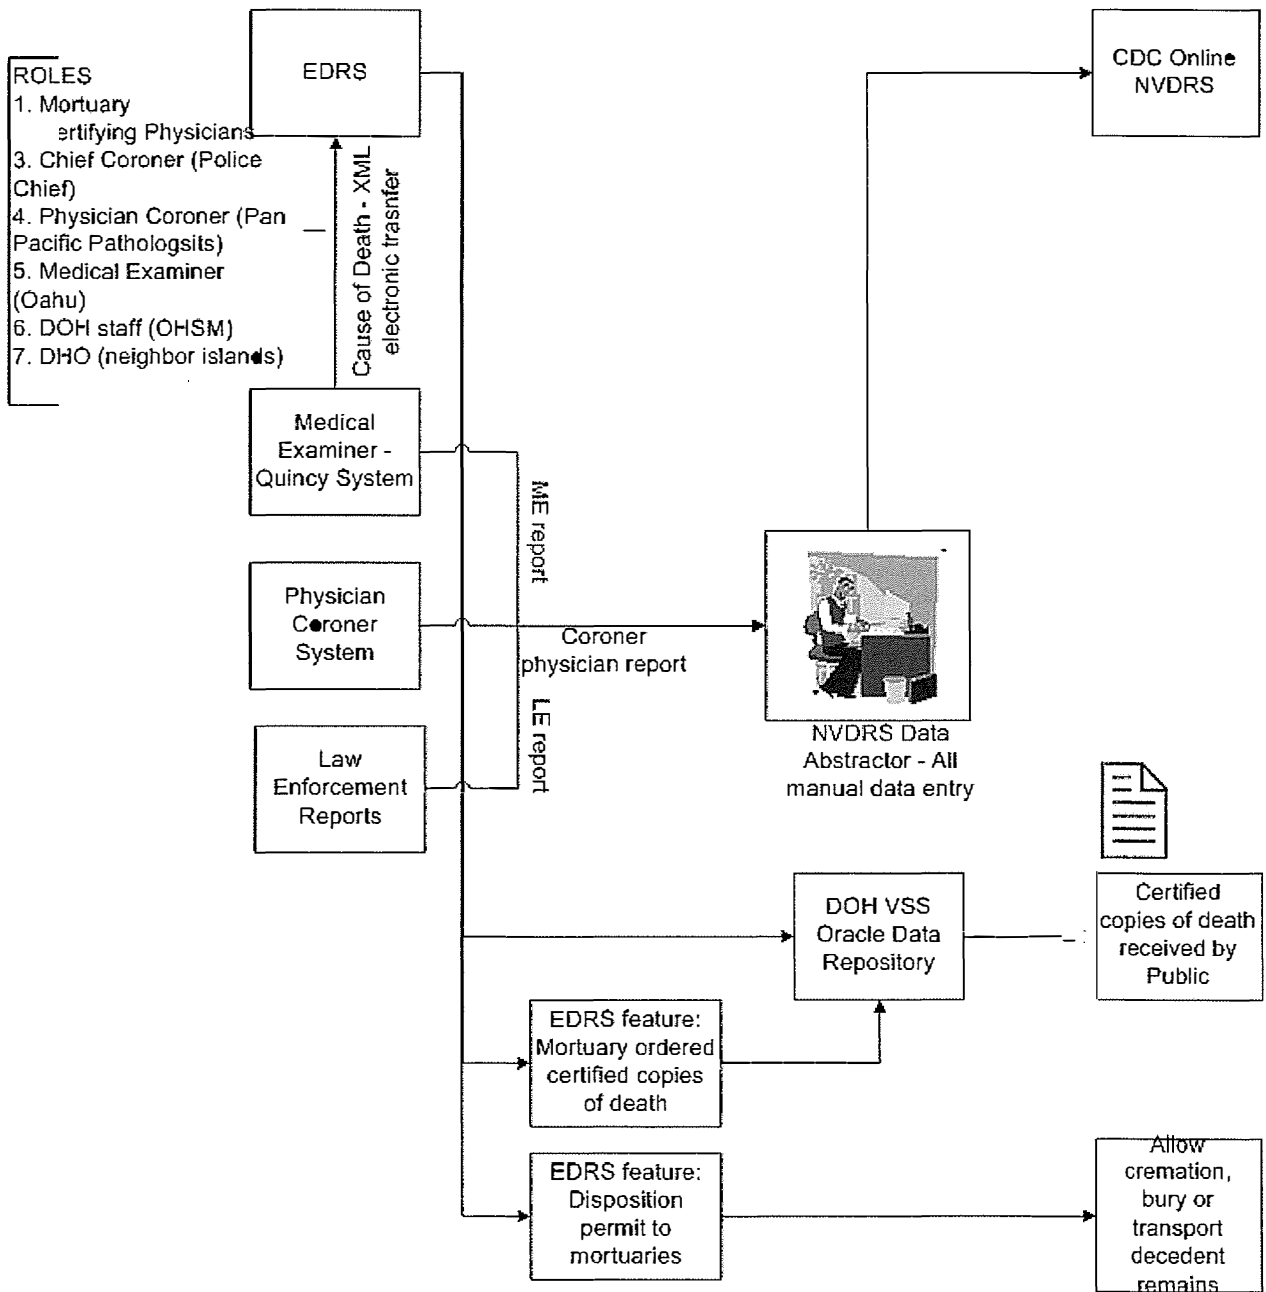 ROLES
1. Mortuary
ertifying Physicians
3. Chief Coroner (Police
Chief)
4. Physician Coroner (Pan
Pacific Pathologsits)
5. Medical Examiner
(Oahu)
6. DOH staff (OHSM)
7. DHO (neighbor islands)
EDRS
CDC Online
NVDRS
Cause of Death - XML
electronic trasnfer
Medical
Examiner -
Quincy System
ME report
Physician
Coroner
System
Coroner
physician report
LE report
Law
Enforcement
Reports
NVDRS Data
Abstractor - All
manual data entry
DOH VSS
Oracle Data
Repository
Certified
copies of death
received by
Public
EDRS feature:
Mortuary ordered
certified copies
of death
EDRS feature:
Disposition
permit to
mortuaries
Allow
cremation,
bury or
transport
decedent
remains